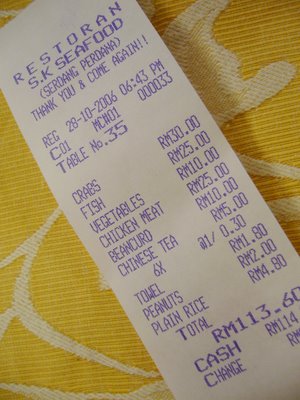 RESTORAN
S.K SEAFOOD
(SERDANG PERDANA)
THANK YOU & COME AGAIN!!
REG 28-10-2006 06:43 PM
C01 MCH01 000033
TABLE No.35
CRABS RM30.00
FISH RM25.00
VEGETABLES RM10.00
CHICKEN MEAT RM25.00
BEANCURD RM10.00
CHINESE TEA RM5.00
6X @1/ 0.30
TOWEL RM1.80
PEANUTS RM2.00
PLAIN RICE RM4.80
TOTAL RM113.60
CASH RM114
CHANGE RM